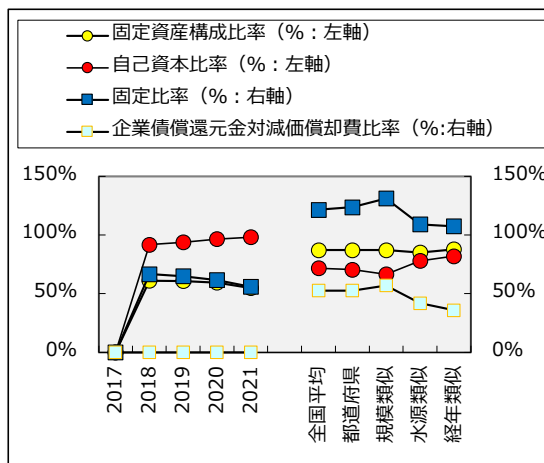 固定資産構成比率（%：左軸）
自己資本比率（%：左軸）
固定比率（%：右軸）
企業債償還元金対減価償却費比率（%:右軸）
150%
100%
50%
0%
150%
100%
50%
0%
2017
2018
2019
2020
2021
全国平均
都道府県
規模類似
水源類似
経年類似